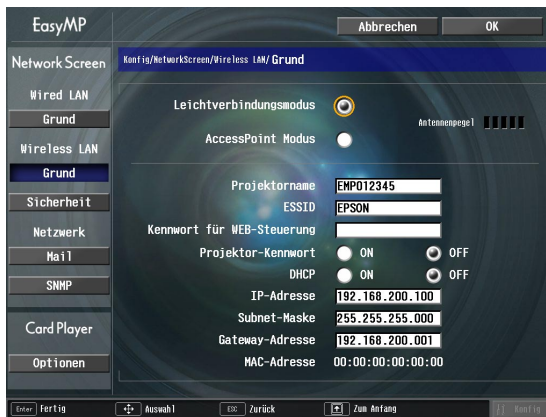 EasyMP
Abbrechen
OK
Network Screen
Wired LAN
Grund
Wireless LAN
Grund
Sicherheit
Netzwerk
Mail
SNMP
Card Player
Optionen
Konfig/NetworkScreen/Wireless LAN/ Grund
Leichtverbindungsmodus
Antennenpegel
AccessPoint Modus
Projektorname EMP012345
ESSID EPSON
Kennwort für WEB-Steuerung
Projektor-Kennwort ON OFF
DHCP ON OFF
IP-Adresse 192.168.200.100
Subnet-Maske 255.255.255.000
Gateway-Adresse 192.168.200.001
MAC-Adresse 00:00:00:00:00:00
Enter Fertig
Auswahl
ESC Zurück
Zum Anfang
Konfig